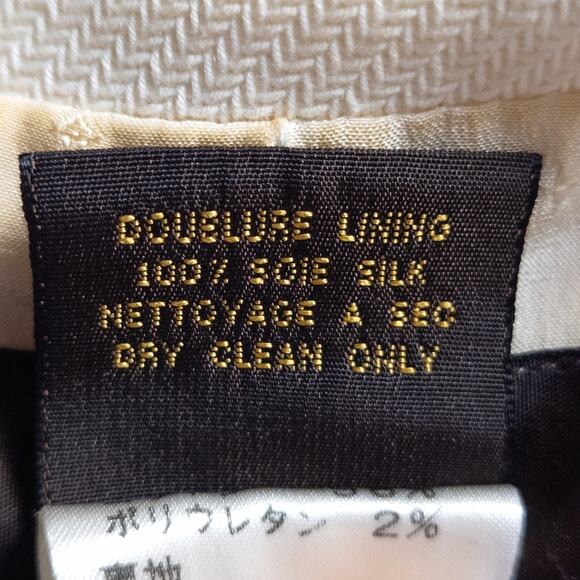 DOUBLURE LINING
100% SOIE SILK
NETTOYAGE A SEC
DRY CLEAN ONLY
ポリウレタン 2%